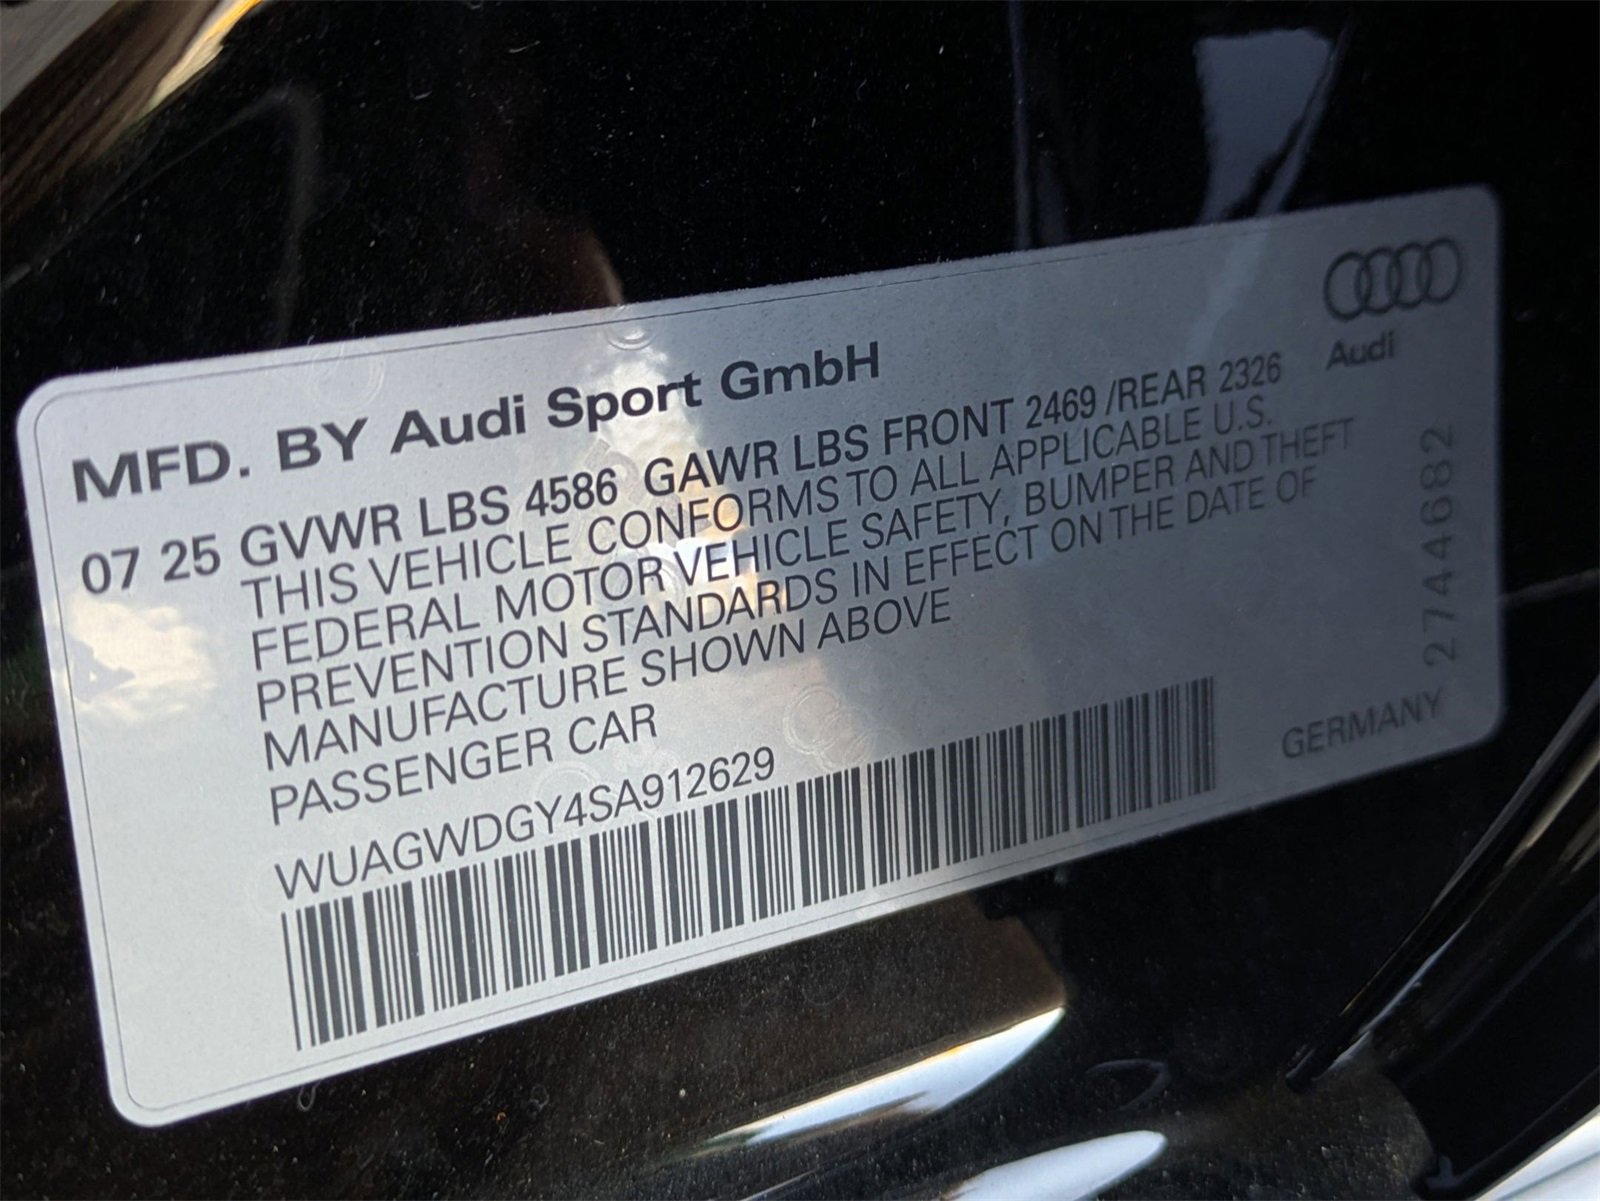 MFD. BY Audi Sport GmbH
Audi
07 25 GVWR LBS 4586 GAWR LBS FRONT 2469 /REAR 2326
THIS VEHICLE CONFORMS TO ALL APPLICABLE U.S.
FEDERAL MOTOR VEHICLE SAFETY, BUMPER AND THEFT
PREVENTION STANDARDS IN EFFECT ON THE DATE OF
MANUFACTURE SHOWN ABOVE
PASSENGER CAR
WUAGWDGY4SA912629
GERMANY
2744682